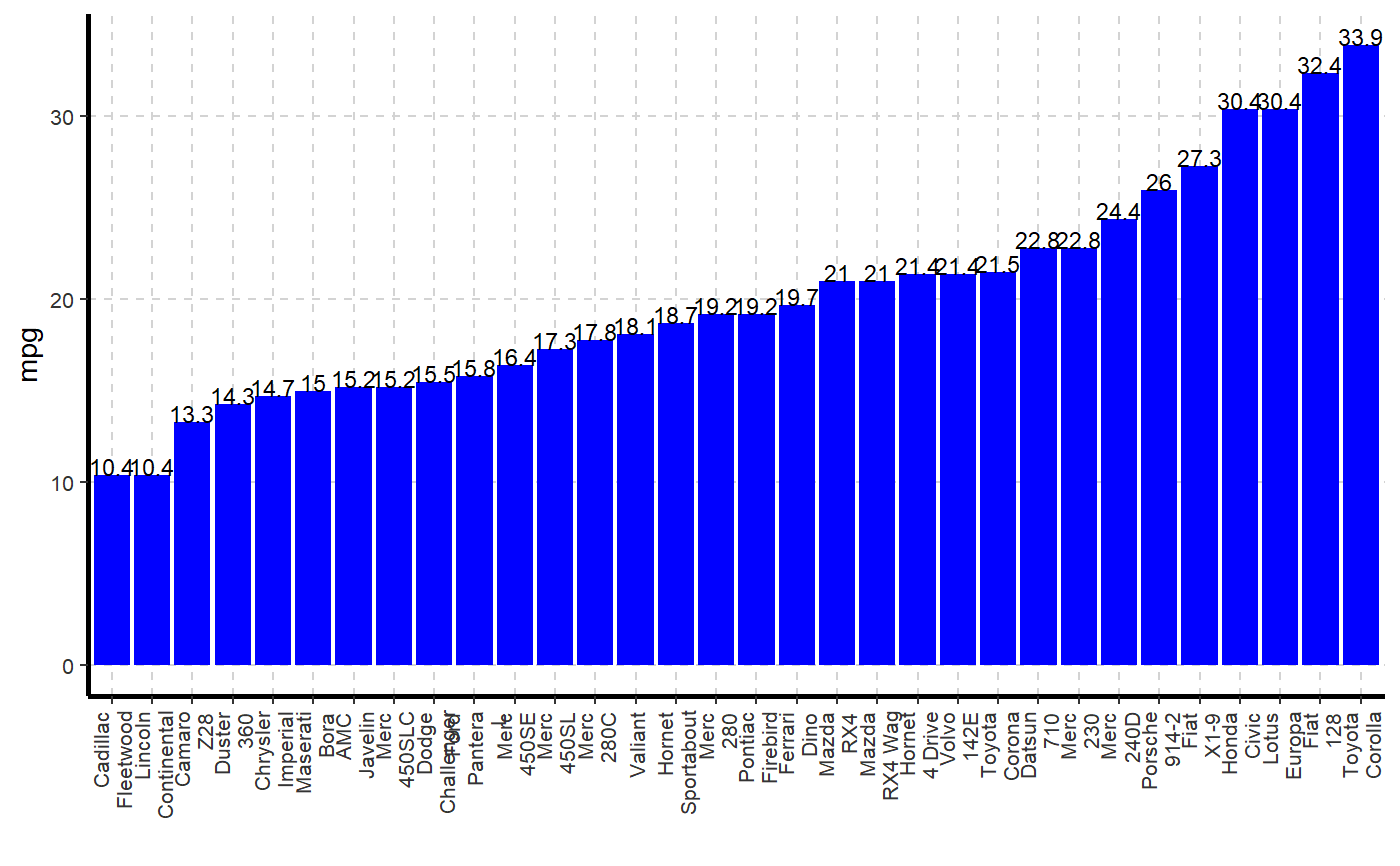 33.9
32.4
30.4
30.4
30
27.3
26
24.4
22.8
22.8
21.5
21.4
21.4
21
21
20
19.7
19.2
19.2
18.7
18.1
17.8
17.3
16.4
15.8
15.5
15.2
15.2
15
14.7
14.3
13.3
10.4
10.4
10
0
mpg
Cadillac
Fleetwood
Lincoln
Continental
Camaro
Z28
Duster
360
Chrysler
Imperial
Maserati
Bora
AMC
Javelin
Merc
450SLC
Dodge
Challenger
Ford
Pantera
L
Merc
450SE
Merc
450SL
Merc
280C
Valiant
Hornet
Sportabout
Merc
280
Pontiac
Firebird
Ferrari
Dino
Mazda
RX4
Mazda
RX4 Wag
Hornet
4 Drive
Volvo
142E
Toyota
Corona
Datsun
710
Merc
230
Merc
240D
Porsche
914-2
Fiat
X1-9
Honda
Civic
Lotus
Europa
Fiat
128
Toyota
Corolla